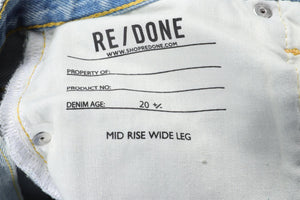 RE/DONE
WWW.SHOPREDONE.COM
PROPERTY OF:
PRODUCT NO:
DENIM AGE: 20
MID RISE WIDE LEG